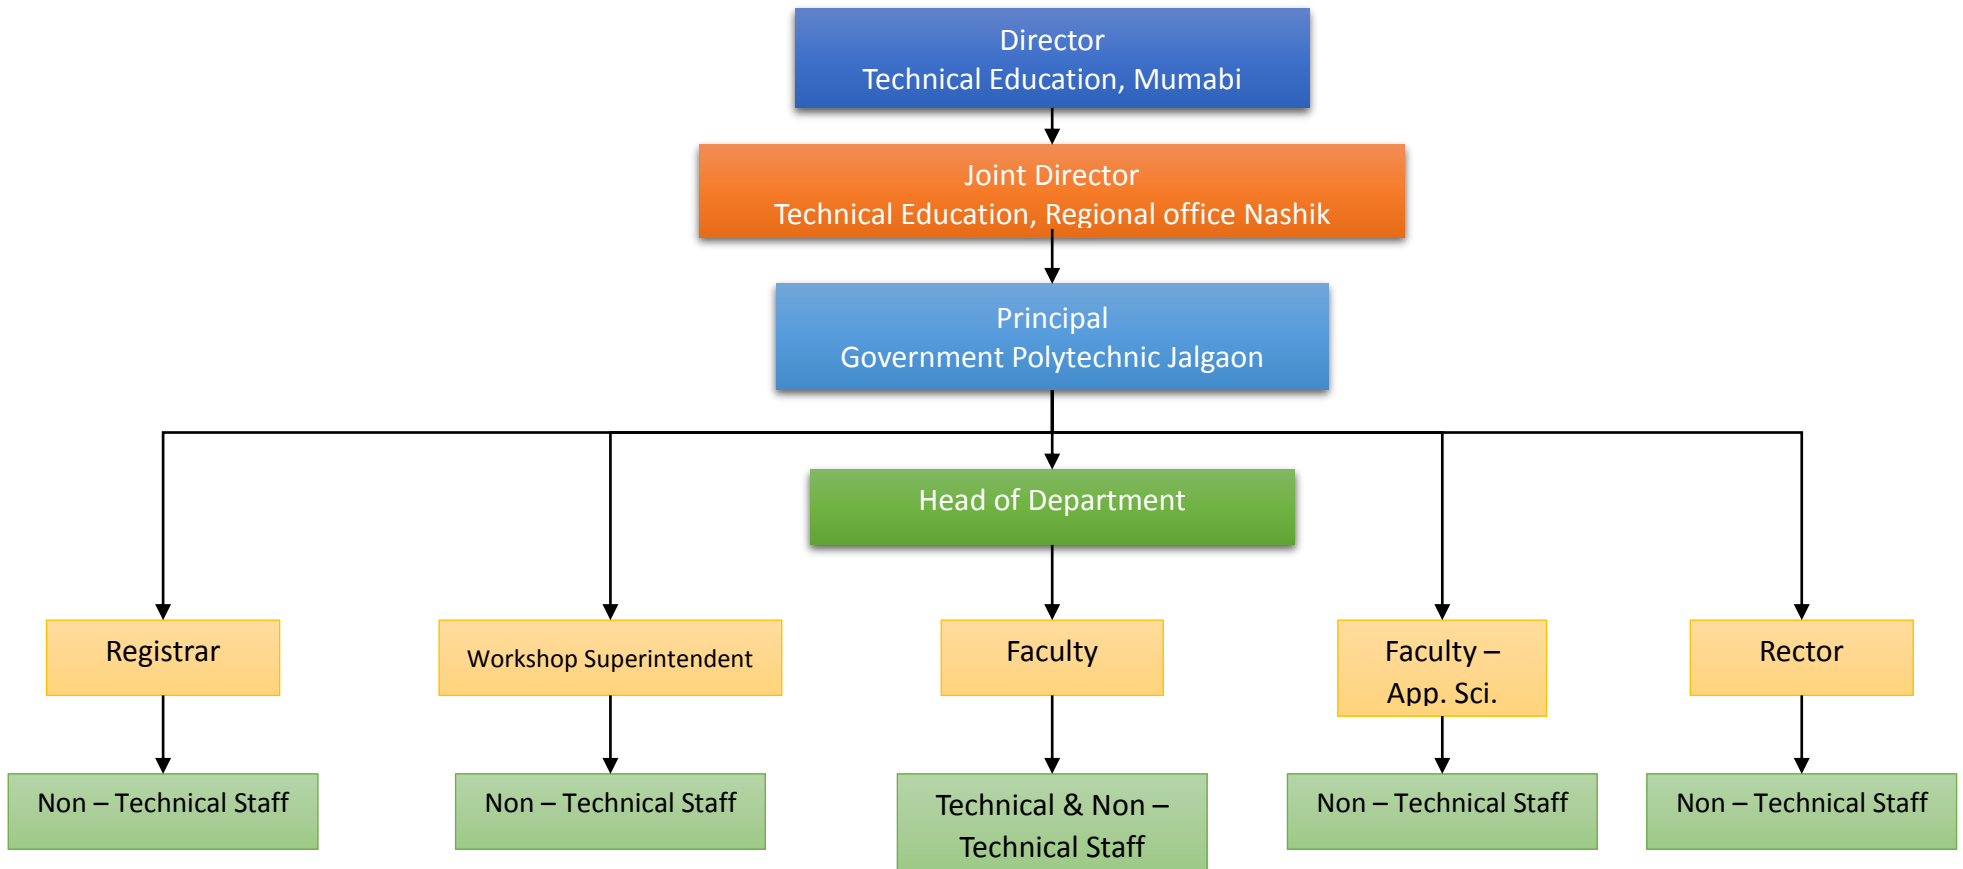 Director
Technical Education, Mumabi
Joint Director
Technical Education, Regional office Nashik
Principal
Government Polytechnic Jalgaon
Head of Department
Registrar
Workshop Superintendent
Faculty
Faculty –
App. Sci.
Rector
Non – Technical Staff
Non – Technical Staff
Technical & Non –
Technical Staff
Non – Technical Staff
Non – Technical Staff